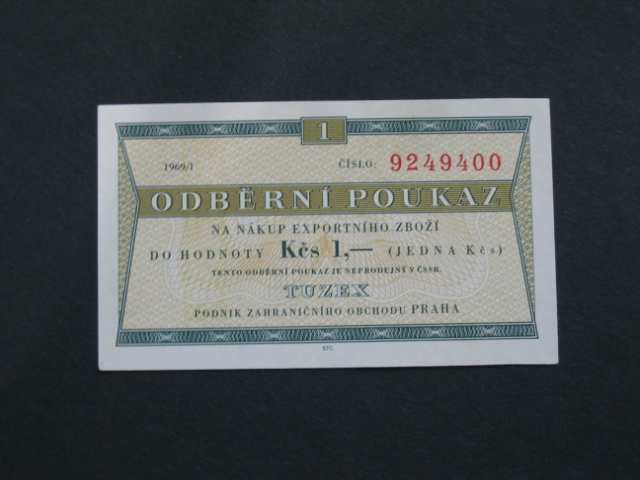 1
1969/I ČÍSLO: 9249400
ODBĚRNÍ POUKAZ
NA NÁKUP EXPORTNÍHO ZBOŽÍ
DO HODNOTY Kčs 1,— (JEDNA Kčs)
TENTO ODBĚRNÍ POUKAZ JE NEPRODEJNÝ V ČSSR.
TUZEX
PODNIK ZAHRANIČNÍHO OBCHODU PRAHA
STC